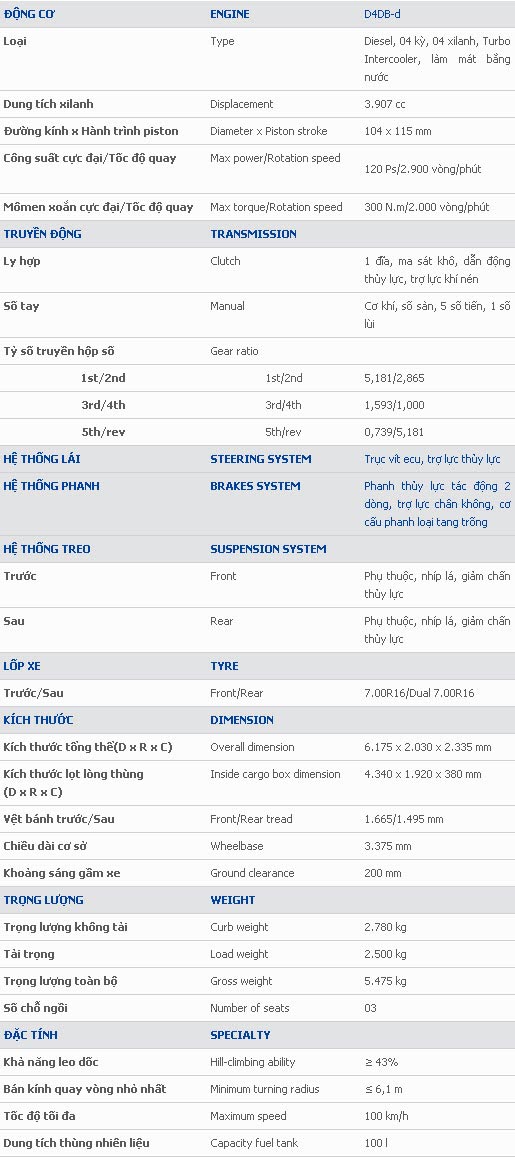 ĐỘNG CƠ ENGINE D4DB-d
Loại Type Diesel, 04 kỳ, 04 xilanh, Turbo
Intercooler, làm mát bằng
nước
Dung tích xilanh Displacement 3.907 cc
Đường kính x Hành trình piston Diameter x Piston stroke 104 x 115 mm
Công suất cực đại/Tốc độ quay Max power/Rotation speed
120 Ps/2.900 vòng/phút
Mômen xoắn cực đại/Tốc độ quay Max torque/Rotation speed 300 N.m/2.000 vòng/phút
TRUYỀN ĐỘNG TRANSMISSION
Ly hợp Clutch 1 đĩa, ma sát khô, dẫn động
thủy lực, trợ lực khí nén
Số tay Manual Cơ khí, số sàn, 5 số tiến, 1 số
lùi
Tỷ số truyền hộp số Gear ratio
1st/2nd 1st/2nd 5,181/2,865
3rd/4th 3rd/4th 1,593/1,000
5th/rev 5th/rev 0,739/5,181
HỆ THỐNG LÁI STEERING SYSTEM Trục vít ecu, trợ lực thủy lực
HỆ THỐNG PHANH BRAKES SYSTEM Phanh thủy lực tác động 2
dòng, trợ lực chân không, cơ
cấu phanh loại tang trống
HỆ THỐNG TREO SUSPENSION SYSTEM
Trước Front Phụ thuộc, nhíp lá, giảm chấn
thủy lực
Sau Rear Phụ thuộc, nhíp lá, giảm chấn
thủy lực
LỐP XE TYRE
Trước/Sau Front/Rear 7.00R16/Dual 7.00R16
KÍCH THƯỚC DIMENSION
Kích thước tổng thể(D x R x C) Overall dimension 6.175 x 2.030 x 2.335 mm
Kích thước lọt lòng thùng Inside cargo box dimension 4.340 x 1.920 x 380 mm
(D x R x C)
Vệt bánh trước/Sau Front/Rear tread 1.665/1.495 mm
Chiều dài cơ sở Wheelbase 3.375 mm
Khoảng sáng gầm xe Ground clearance 200 mm
TRỌNG LƯỢNG WEIGHT
Trọng lượng không tải Curb weight 2.780 kg
Tải trọng Load weight 2.500 kg
Trọng lượng toàn bộ Gross weight 5.475 kg
Số chỗ ngồi Number of seats 03
ĐẶC TÍNH SPECIALTY
Khả năng leo dốc Hill-climbing ability ≥ 43%
Bán kính quay vòng nhỏ nhất Minimum turning radius ≤ 6,1 m
Tốc độ tối đa Maximum speed 100 km/h
Dung tích thùng nhiên liệu Capacity fuel tank 100 l